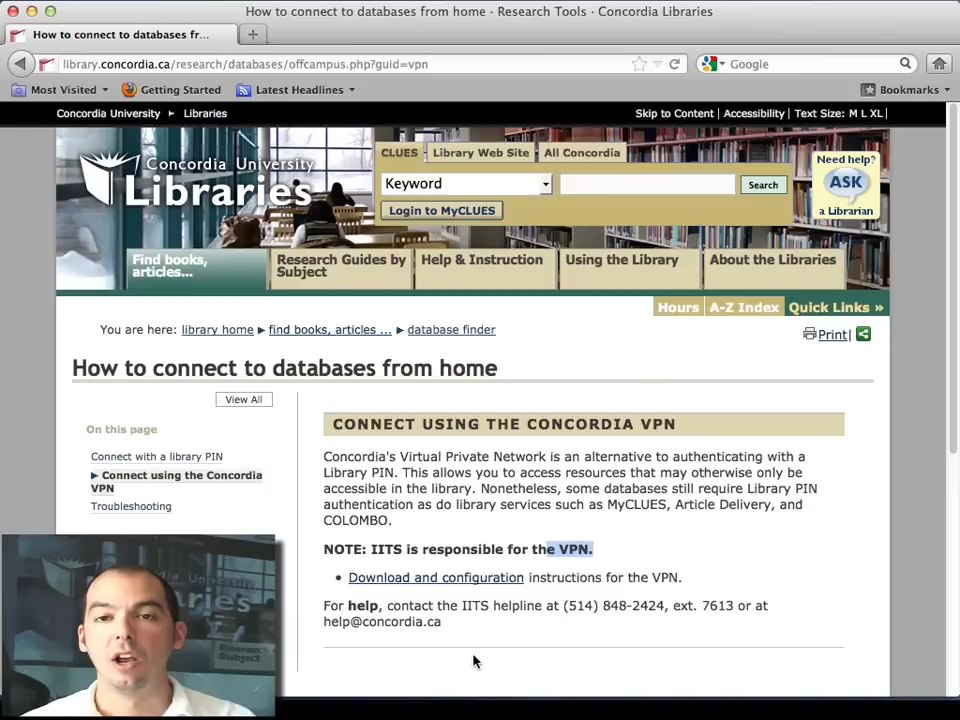 How to connect to databases from home - Research Tools - Concordia Libraries
How to connect to databases fr...
library.concordia.ca/research/databases/offcampus.php?guid=vpn
Google
Most Visited
Getting Started
Latest Headlines
Bookmarks
Concordia University
Libraries
Skip to Content
Accessibility
Text Size: M L XL
Concordia University
Libraries
CLUES
Library Web Site
All Concordia
Keyword
Search
Login to MyCLUES
Need help?
ASK
a Librarian
Find books, articles...
Research Guides by Subject
Help & Instruction
Using the Library
About the Libraries
Hours
A-Z Index
Quick Links »
You are here: library home ▶ find books, articles ... ▶ database finder
Print|
How to connect to databases from home
View All
On this page
Connect with a library PIN
▶ Connect using the Concordia
VPN
Troubleshooting
CONNECT USING THE CONCORDIA VPN
Concordia's Virtual Private Network is an alternative to authenticating with a
Library PIN. This allows you to access resources that may otherwise only be
accessible in the library. Nonetheless, some databases still require Library PIN
authentication as do library services such as MyCLUES, Article Delivery, and
COLOMBO.
NOTE: IITS is responsible for the VPN.
• Download and configuration instructions for the VPN.
For help, contact the IITS helpline at (514) 848-2424, ext. 7613 or at
help@concordia.ca
Research
Subject